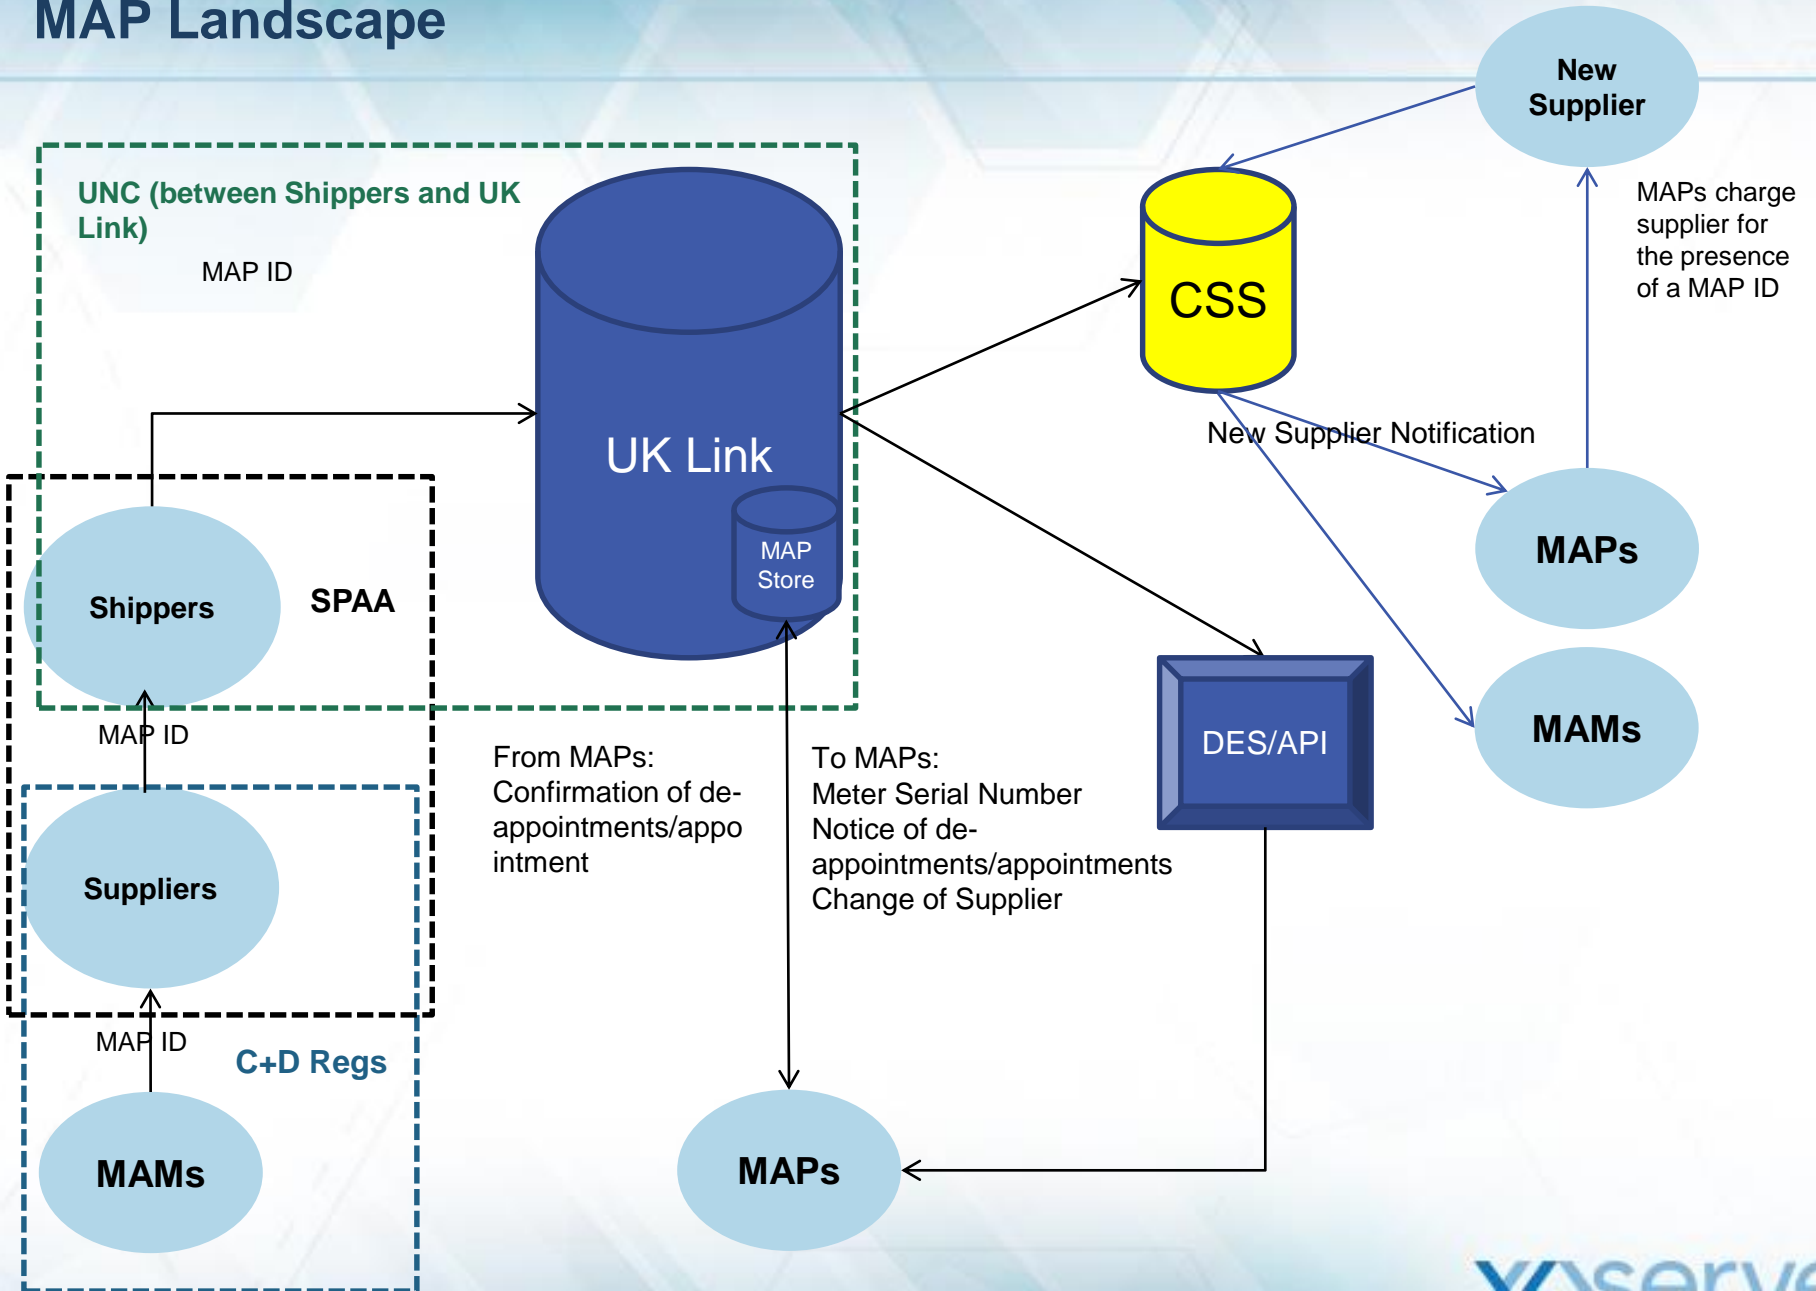 MAP Landscape
New
Supplier
UNC (between Shippers and UK
Link)
MAP ID
MAPs charge
supplier for
the presence
of a MAP ID
CSS
New Supplier Notification
UK Link
MAP
Store
MAPs
Shippers
SPAA
MAP ID
MAMs
DES/API
From MAPs:
Confirmation of de-
appointments/appo
intment
To MAPs:
Meter Serial Number
Notice of de-
appointments/appointments
Change of Supplier
Suppliers
MAP ID
C+D Regs
MAMs
MAPs
xserve